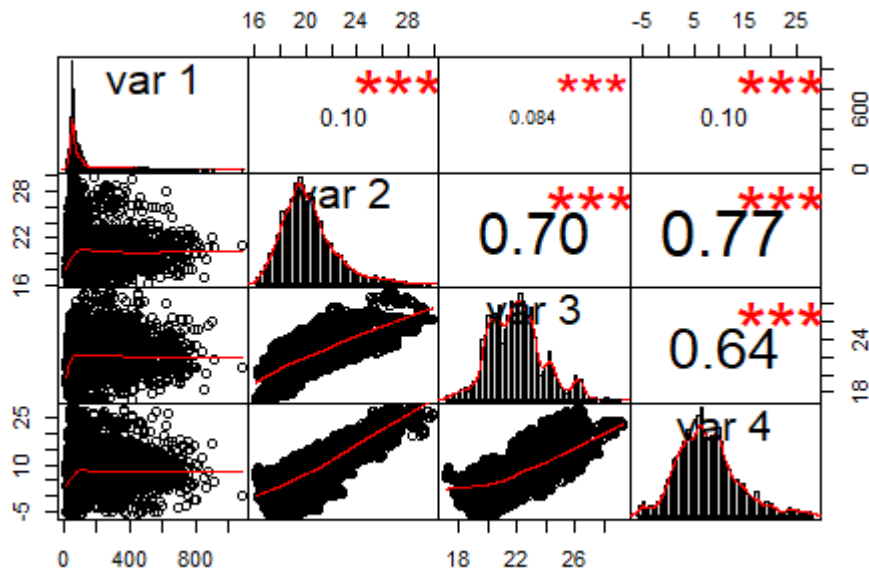 16 20 24 28 -5 5 15 25
var 1 *** *** ***
0.10 0.084 0.10
0 600
16 22 28
var 2 *** ***
0.70 0.77
var 3 ***
0.64
18 24
-5 10 25
var 4
0 400 800 18 22 26